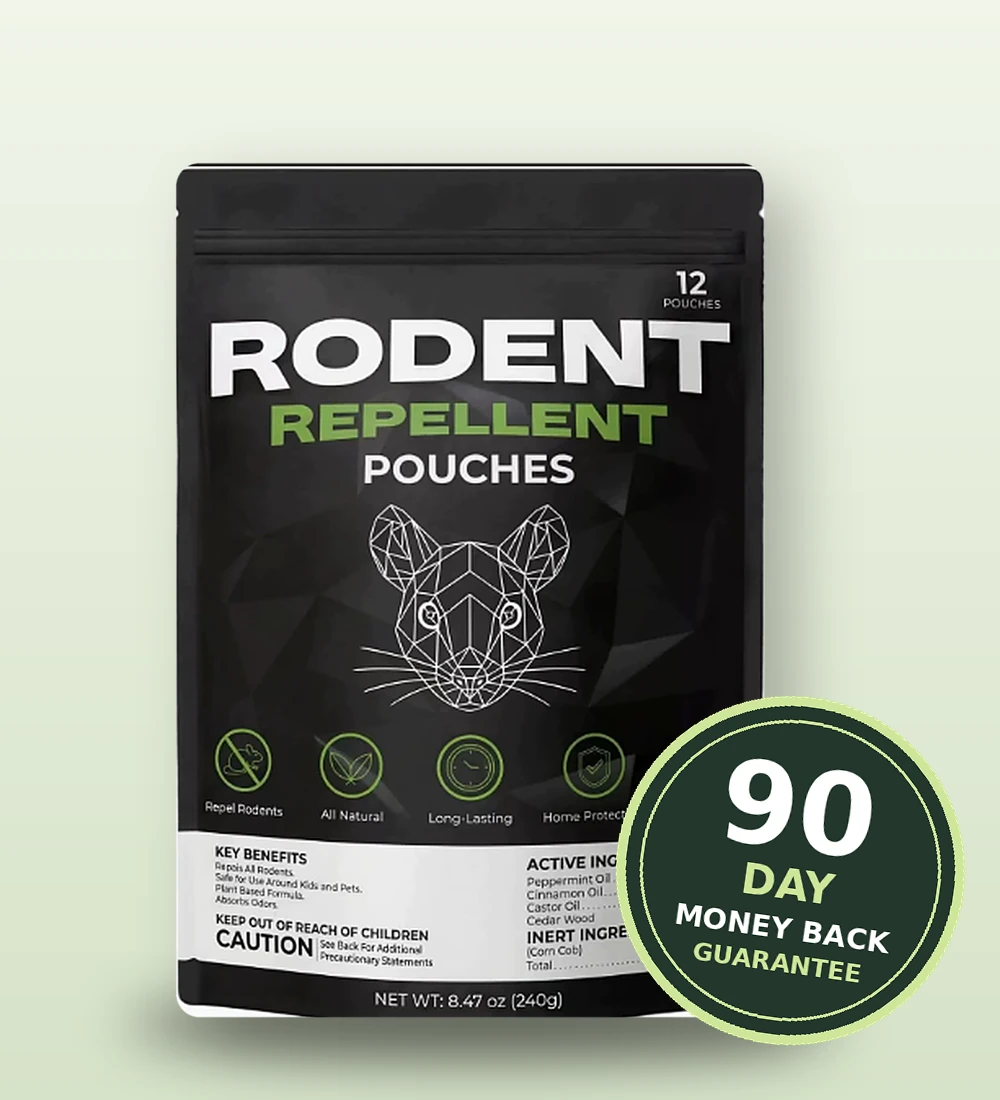 12
POUCHES
RODENT
REPELLENT
POUCHES
Repel Rodents
All Natural
Long-Lasting
Home Protect
KEY BENEFITS
Repais All Rodents.
Safe for Use Around Kids and Pets.
Plant Based Formula.
Absorbs Odors.
KEEP OUT OF REACH OF CHILDREN
CAUTION
See Back For Additional
Precautionary Statements
ACTIVE ING
Peppermint Oil.
Cinnamon Oil....
Castor Oil........
Cedar Wood
INERT INGRE
(Corn Cob)
Total..............
NET WT: 8.47 oz (240g)
90
DAY
MONEY BACK
GUARANTEE